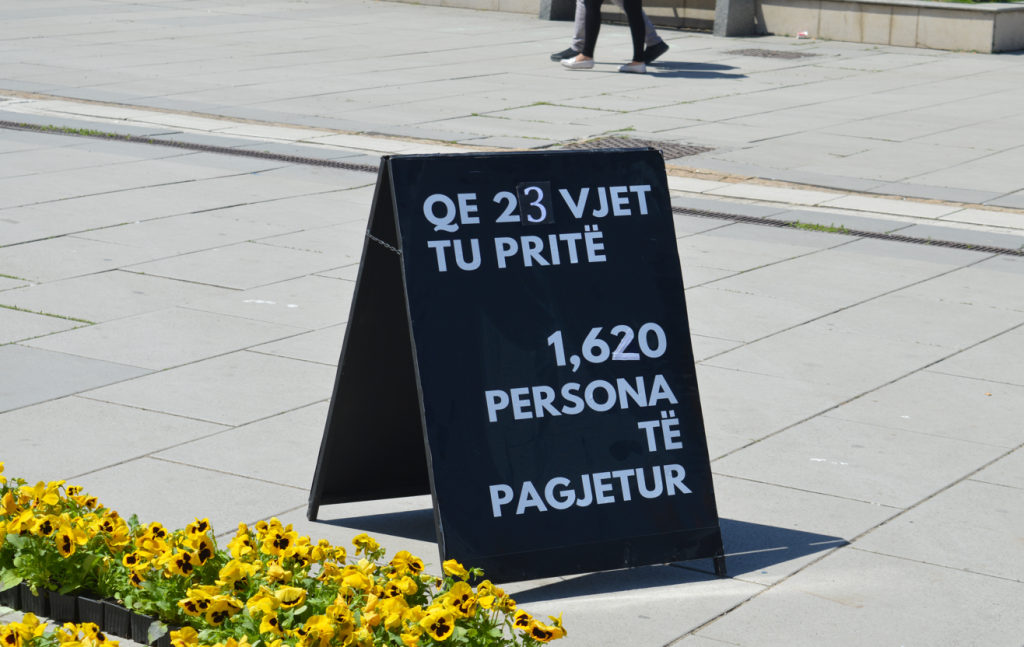 QE 23 VJET
TU PRITË
1,620
PERSONA
TË
PAGJETUR